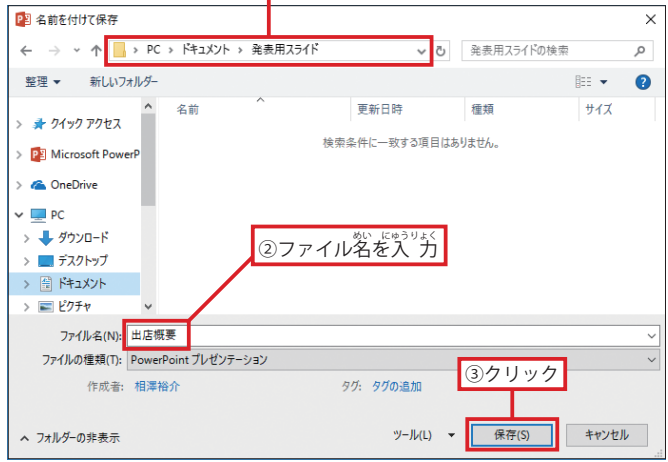 名前を付けて保存
PC › ドキュメント › 発表用スライド
発表用スライドの検索
整理 新しいフォルダー
名前 更新日時 種類 サイズ
検索条件に一致する項目はありません。
クイック アクセス
Microsoft PowerP
OneDrive
PC
ダウンロード
デスクトップ
ドキュメント
ピクチャ
めい にゅうりょく
②ファイル名を入力
ファイル名(N): 出店概要
ファイルの種類(T): PowerPoint プレゼンテーション
作成者: 相澤裕介 タグ: タグの追加
③クリック
フォルダーの非表示 ツール(L) 保存(S) キャンセル